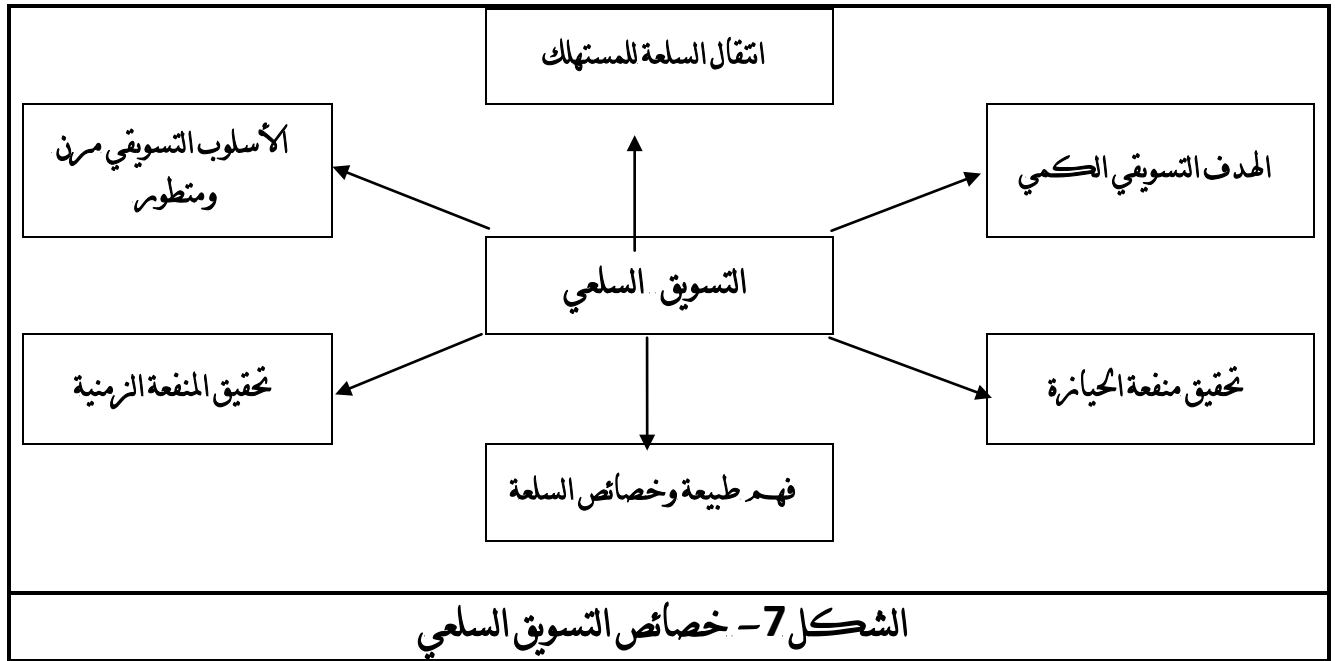 انتقال السلعة للمستهلك
الهدف التسويقي الكمي
الأسلوب التسويقي مرن
ومتطور
التسويق السلعي
تحقيق منفعة الحيازة
تحقيق المنفعة الزمنية
فهم طبيعة وخصائص السلعة
الشكل 7- خصائص التسويق السلعي